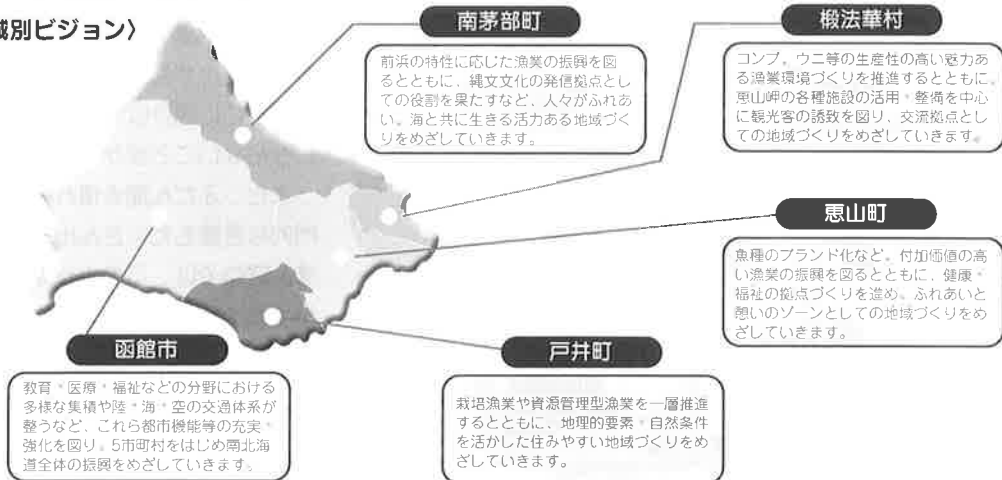 域別ビジョン〉
南茅部町
前浜の特性に応じた漁業の振興を図
るとともに、縄文文化の発信拠点とし
ての役割を果たすなど、人々がふれあ
い、海と共に生きる活力ある地域づく
りをめざしていきます。
椴法華村
コンブ、ウニ等の生産性の高い魅力あ
る漁業環境づくりを推進するとともに、
恵山岬の各種施設の活用・整備を中心
に観光客の誘致を図り、交流拠点とし
ての地域づくりをめざしていきます。
恵山町
魚種のブランド化など、付加価値の高
い漁業の振興を図るとともに、健康・
福祉の拠点づくりを進め、ふれあいと
憩いのゾーンとしての地域づくりをめ
ざしていきます。
函館市
教育・医療・福祉などの分野における
多様な集積や陸・海・空の交通体系が
整うなど、これら都市機能等の充実・
強化を図り、5市町村をはじめ南北海
道全体の振興をめざしていきます。
戸井町
栽培漁業や資源管理型漁業を一層推進
するとともに、地理的要素・自然条件
を活かした住みやすい地域づくりをめ
ざしていきます。